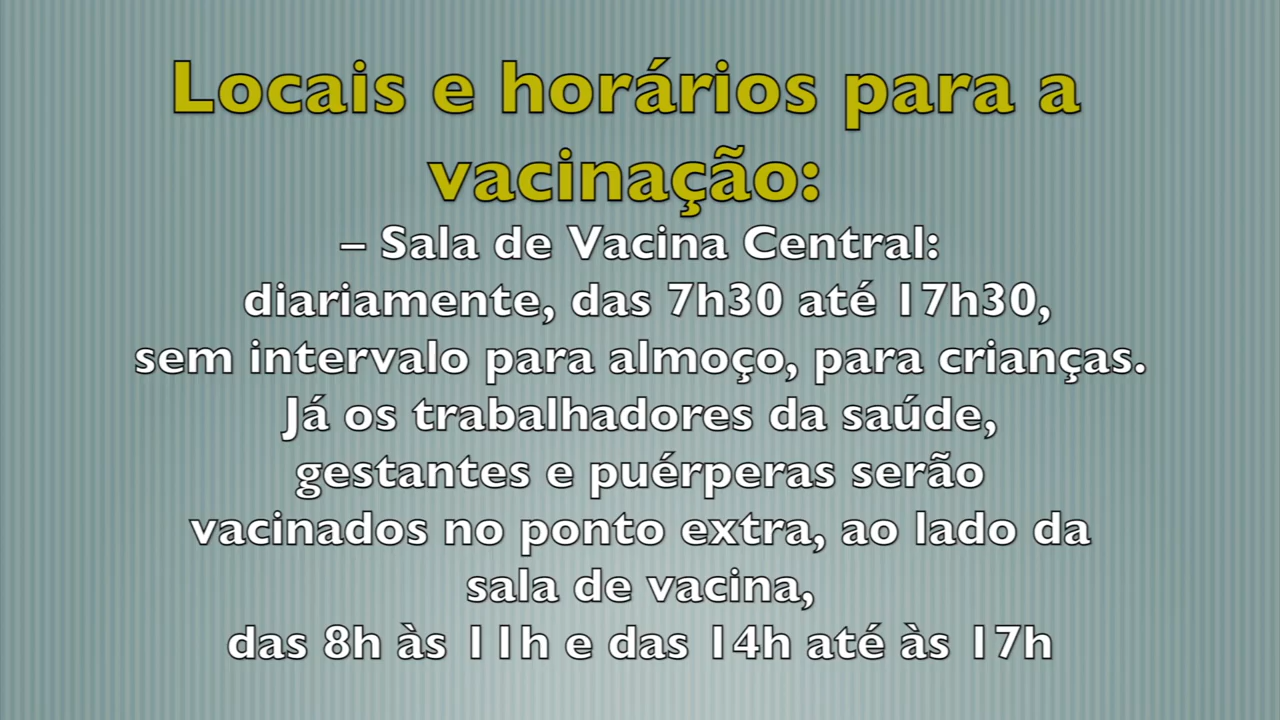 Locais e horários para a
vacinação:
– Sala de Vacina Central:
diariamente, das 7h30 até 17h30,
sem intervalo para almoço, para crianças.
Já os trabalhadores da saúde,
gestantes e puérperas serão
vacinados no ponto extra, ao lado da
sala de vacina,
das 8h às 11h e das 14h até às 17h